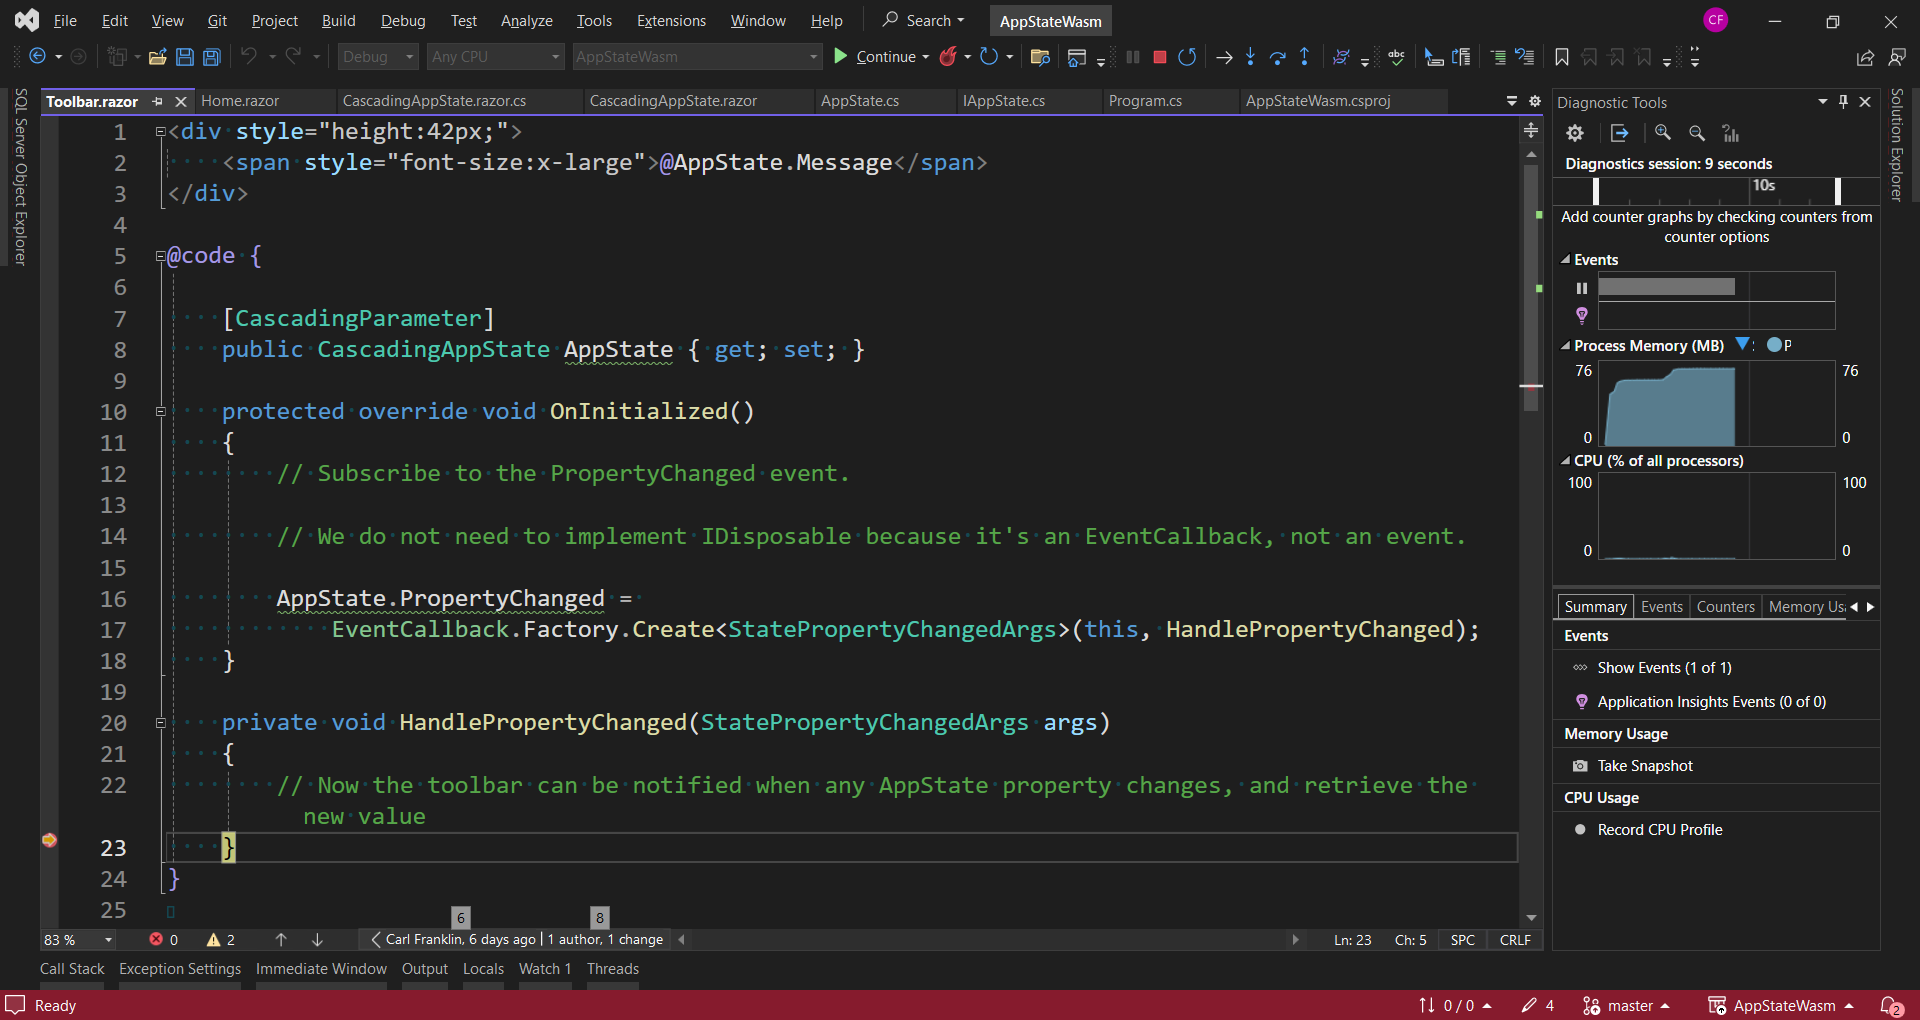 File Edit View Git Project Build Debug Test Analyze Tools Extensions Window Help Search AppStateWasm CF
Debug Any CPU AppStateWasm Continue abc
SQL Server Object Explorer
Toolbar.razor Home.razor CascadingAppState.razor.cs CascadingAppState.razor AppState.cs IAppState.cs Program.cs AppStateWasm.csproj
1 <div style="height:42px;">
2 <span style="font-size:x-large">@AppState.Message</span>
3 </div>
4
5 @code {
6
7 [CascadingParameter]
8 public CascadingAppState AppState { get; set; }
9
10 protected override void OnInitialized()
11 {
12 // Subscribe to the PropertyChanged event.
13
14 // We do not need to implement IDisposable because it's an EventCallback, not an event.
15
16 AppState.PropertyChanged =
17 EventCallback.Factory.Create<StatePropertyChangedArgs>(this, HandlePropertyChanged);
18 }
19
20 private void HandlePropertyChanged(StatePropertyChangedArgs args)
21 {
22 // Now the toolbar can be notified when any AppState property changes, and retrieve the
new value
23 }
24 }
25
6 8
83 % 0 2 Carl Franklin, 6 days ago | 1 author, 1 change Ln: 23 Ch: 5 SPC CRLF
Diagnostic Tools
Diagnostics session: 9 seconds
10s
Add counter graphs by checking counters from
counter options
Events
Process Memory (MB) P
76 76
0 0
CPU (% of all processors)
100 100
0 0
Summary Events Counters Memory Us
Events
Show Events (1 of 1)
Application Insights Events (0 of 0)
Memory Usage
Take Snapshot
CPU Usage
Record CPU Profile
Solution Explorer
Call Stack Exception Settings Immediate Window Output Locals Watch 1 Threads
Ready 0 / 0 4 master AppStateWasm 2